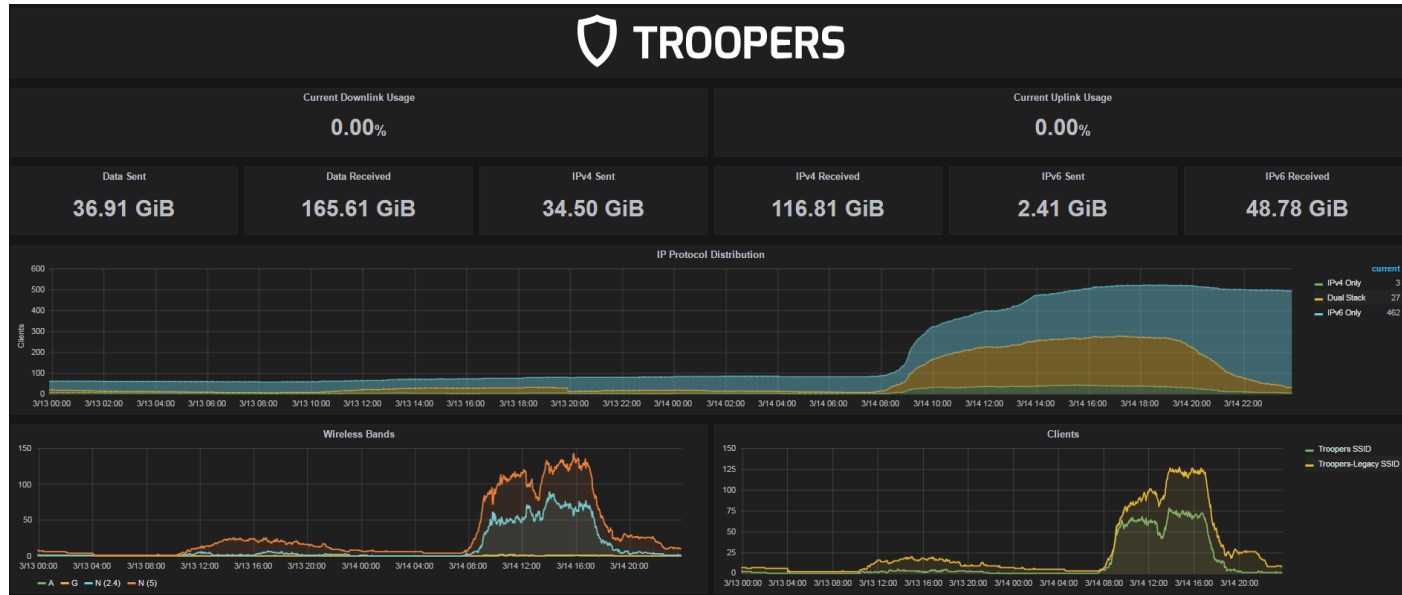 TROOPERS
Current Downlink Usage
0.00%
Current Uplink Usage
0.00%
Data Sent
36.91 GiB
Data Received
165.61 GiB
IPv4 Sent
34.50 GiB
IPv4 Received
116.81 GiB
IPv6 Sent
2.41 GiB
IPv6 Received
48.78 GiB
IP Protocol Distribution
Clients
600
500
400
300
200
100
0
3/13 00:00 3/13 02:00 3/13 04:00 3/13 06:00 3/13 08:00 3/13 10:00 3/13 12:00 3/13 14:00 3/13 16:00 3/13 18:00 3/13 20:00 3/13 22:00 3/14 00:00 3/14 02:00 3/14 04:00 3/14 06:00 3/14 08:00 3/14 10:00 3/14 12:00 3/14 14:00 3/14 16:00 3/14 18:00 3/14 20:00 3/14 22:00
current
IPv4 Only 3
Dual Stack 27
IPv6 Only 462
Wireless Bands
150
100
50
0
3/13 00:00 3/13 04:00 3/13 08:00 3/13 12:00 3/13 16:00 3/13 20:00 3/14 00:00 3/14 04:00 3/14 08:00 3/14 12:00 3/14 16:00 3/14 20:00
A G N (2.4) N (5)
Clients
150
125
100
75
50
25
0
3/13 00:00 3/13 04:00 3/13 08:00 3/13 12:00 3/13 16:00 3/13 20:00 3/14 00:00 3/14 04:00 3/14 08:00 3/14 12:00 3/14 16:00 3/14 20:00
Troopers SSID
Troopers-Legacy SSID